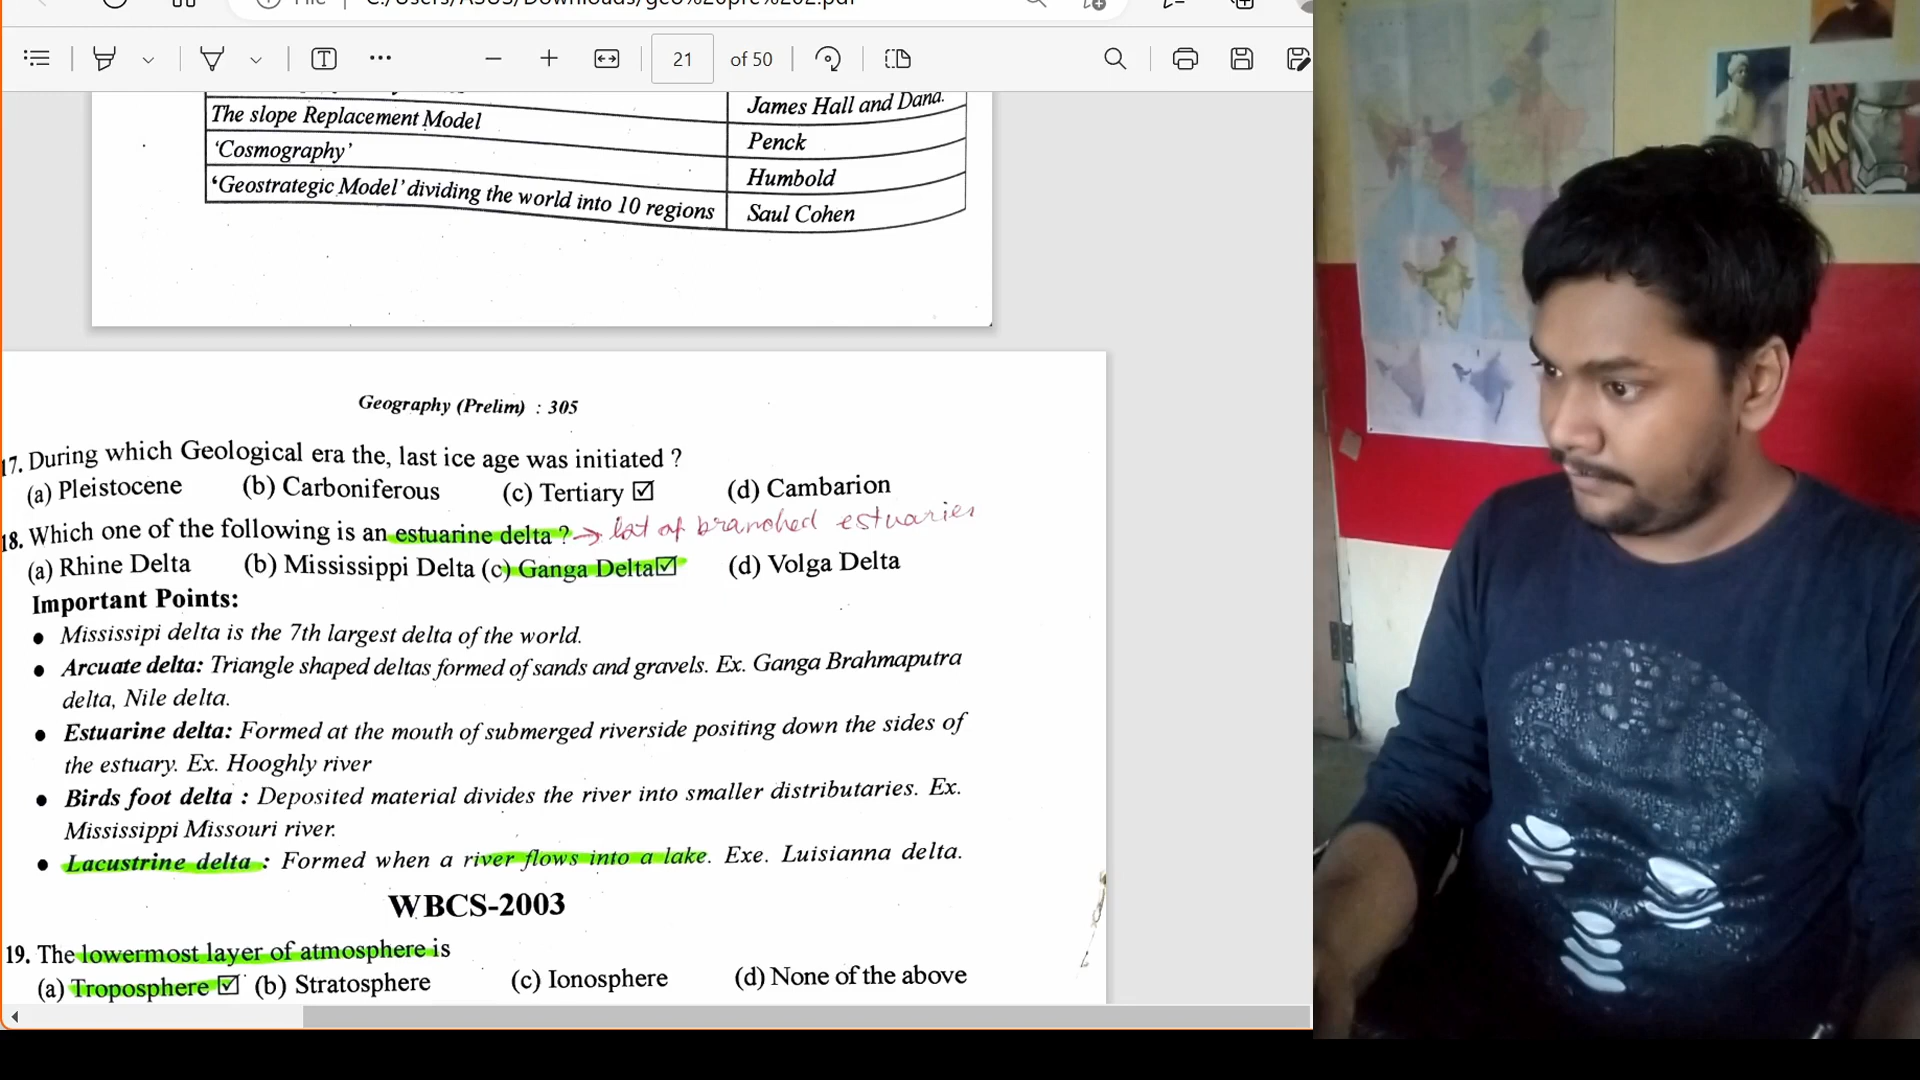 File
C:/Users/ASUS/Downloads/geo%20pre%202.pdf
21 of 50
James Hall and Dana.
The slope Replacement Model
Penck
'Cosmography'
Humbold
'Geostrategic Model' dividing the world into 10 regions
Saul Cohen
Geography (Prelim) : 305
17. During which Geological era the, last ice age was initiated ?
(a) Pleistocene (b) Carboniferous (c) Tertiary ☑ (d) Cambarion
18. Which one of the following is an estuarine delta ? → lot of branched estuaries
(a) Rhine Delta (b) Mississippi Delta (c) Ganga Delta ☑ (d) Volga Delta
Important Points:
• Mississipi delta is the 7th largest delta of the world.
• Arcuate delta: Triangle shaped deltas formed of sands and gravels. Ex. Ganga Brahmaputra
delta, Nile delta.
• Estuarine delta: Formed at the mouth of submerged riverside positing down the sides of
the estuary. Ex. Hooghly river
• Birds foot delta : Deposited material divides the river into smaller distributaries. Ex.
Mississippi Missouri river.
• Lacustrine delta : Formed when a river flows into a lake. Exe. Luisianna delta.
WBCS-2003
19. The lowermost layer of atmosphere is
(a) Troposphere ☑ (b) Stratosphere (c) Ionosphere (d) None of the above